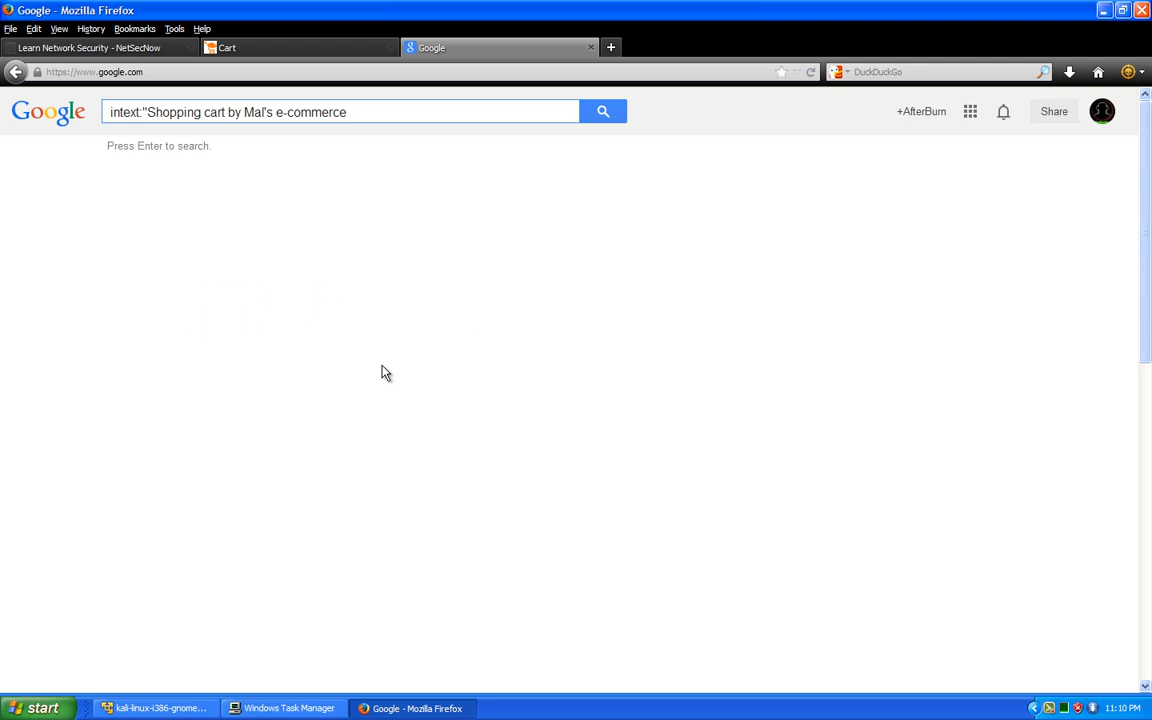 Google - Mozilla Firefox
File Edit View History Bookmarks Tools Help
Learn Network Security - NetSecNow
Cart
Google
https://www.google.com
DuckDuckGo
Google
intext:"Shopping cart by Mal's e-commerce
+AfterBurn
Share
Press Enter to search.
start
kali-linux-i386-gnome...
Windows Task Manager
Google - Mozilla Firefox
11:10 PM